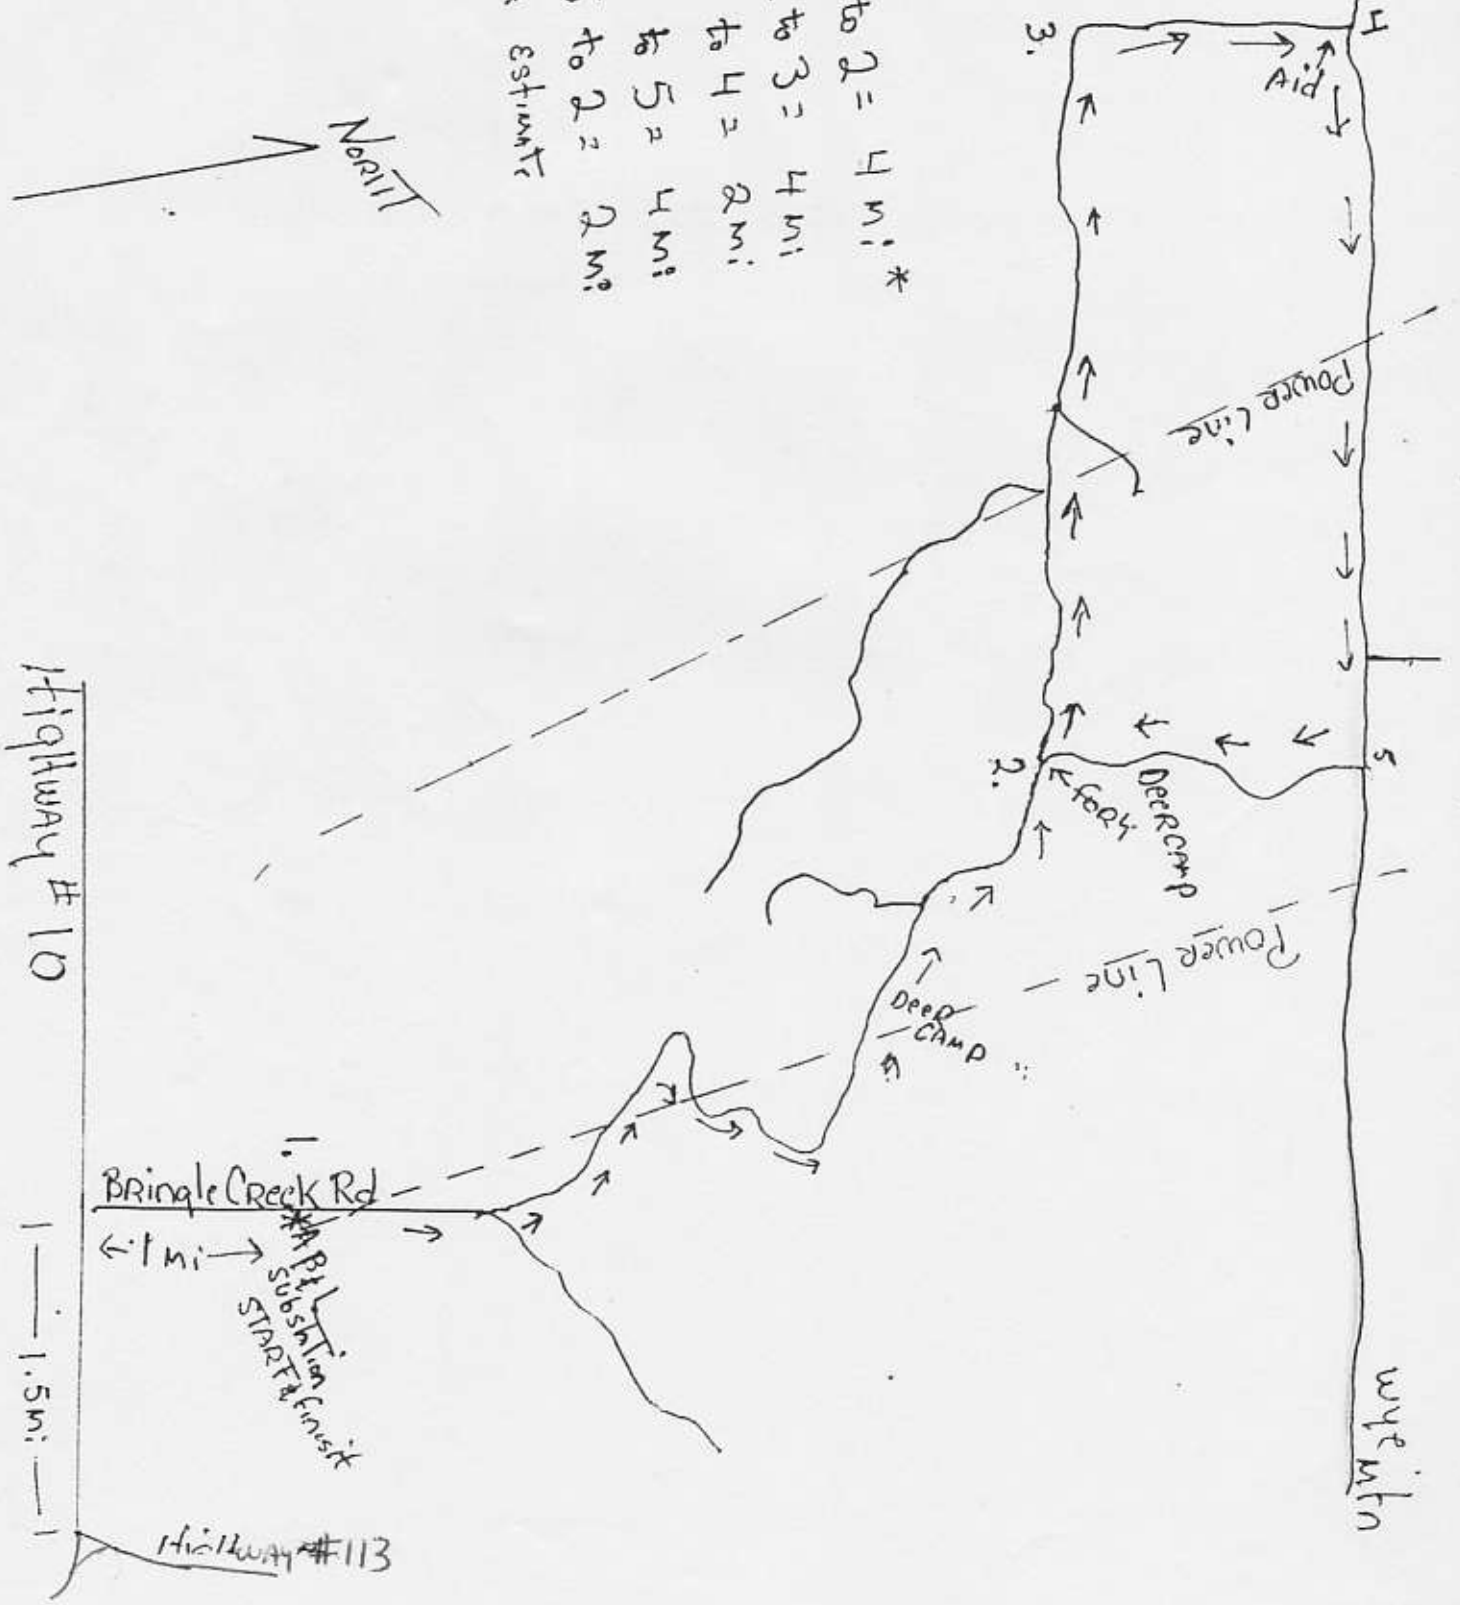 to 2 = 4 mi *
to 3 = 4 mi
to 4 = 2 mi
to 5 = 4 mi
to 2 = 2 mi
Estimate
NORTH
3.
4
Aid
Power Line
5
2.
Fork
Deercamp
Power Line
Deer
Camp
1.
Bringle Creek Rd
1 mi
*AP&L
Substation
START & Finish
Highway # 10
1.5 mi
Highway #113
Wye Mtn